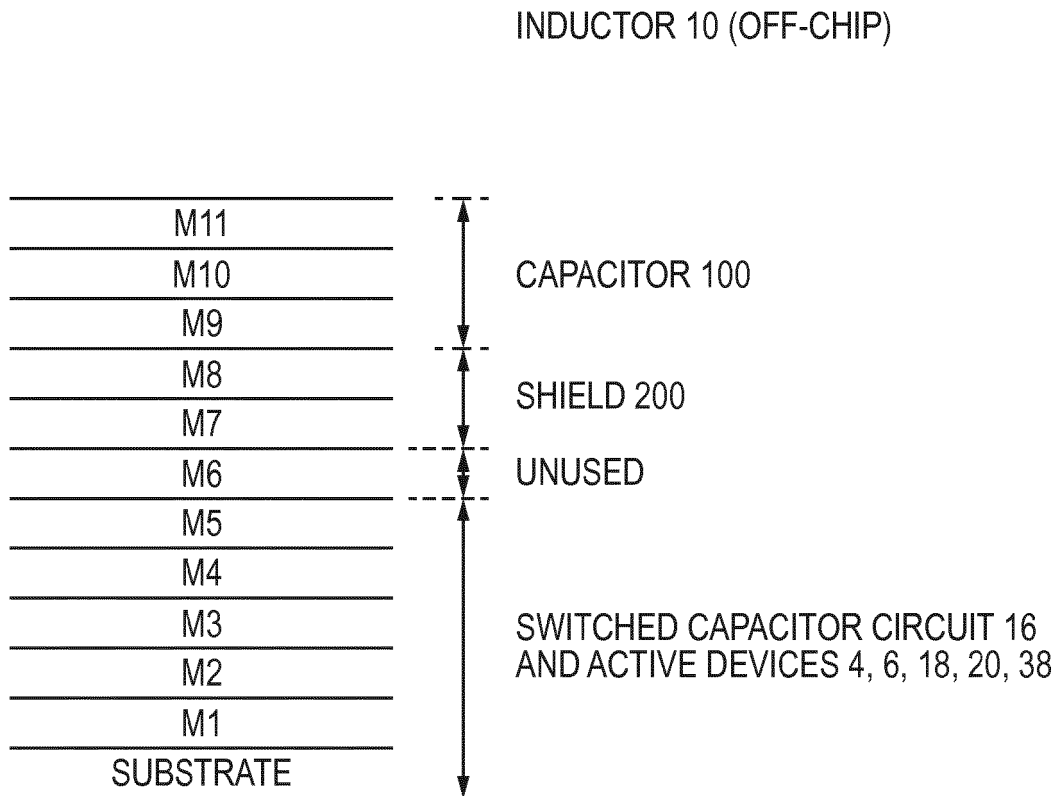 INDUCTOR 10 (OFF-CHIP)
M11
M10
CAPACITOR 100
M9
M8
SHIELD 200
M7
M6
UNUSED
M5
M4
M3
SWITCHED CAPACITOR CIRCUIT 16
AND ACTIVE DEVICES 4, 6, 18, 20, 38
M2
M1
SUBSTRATE